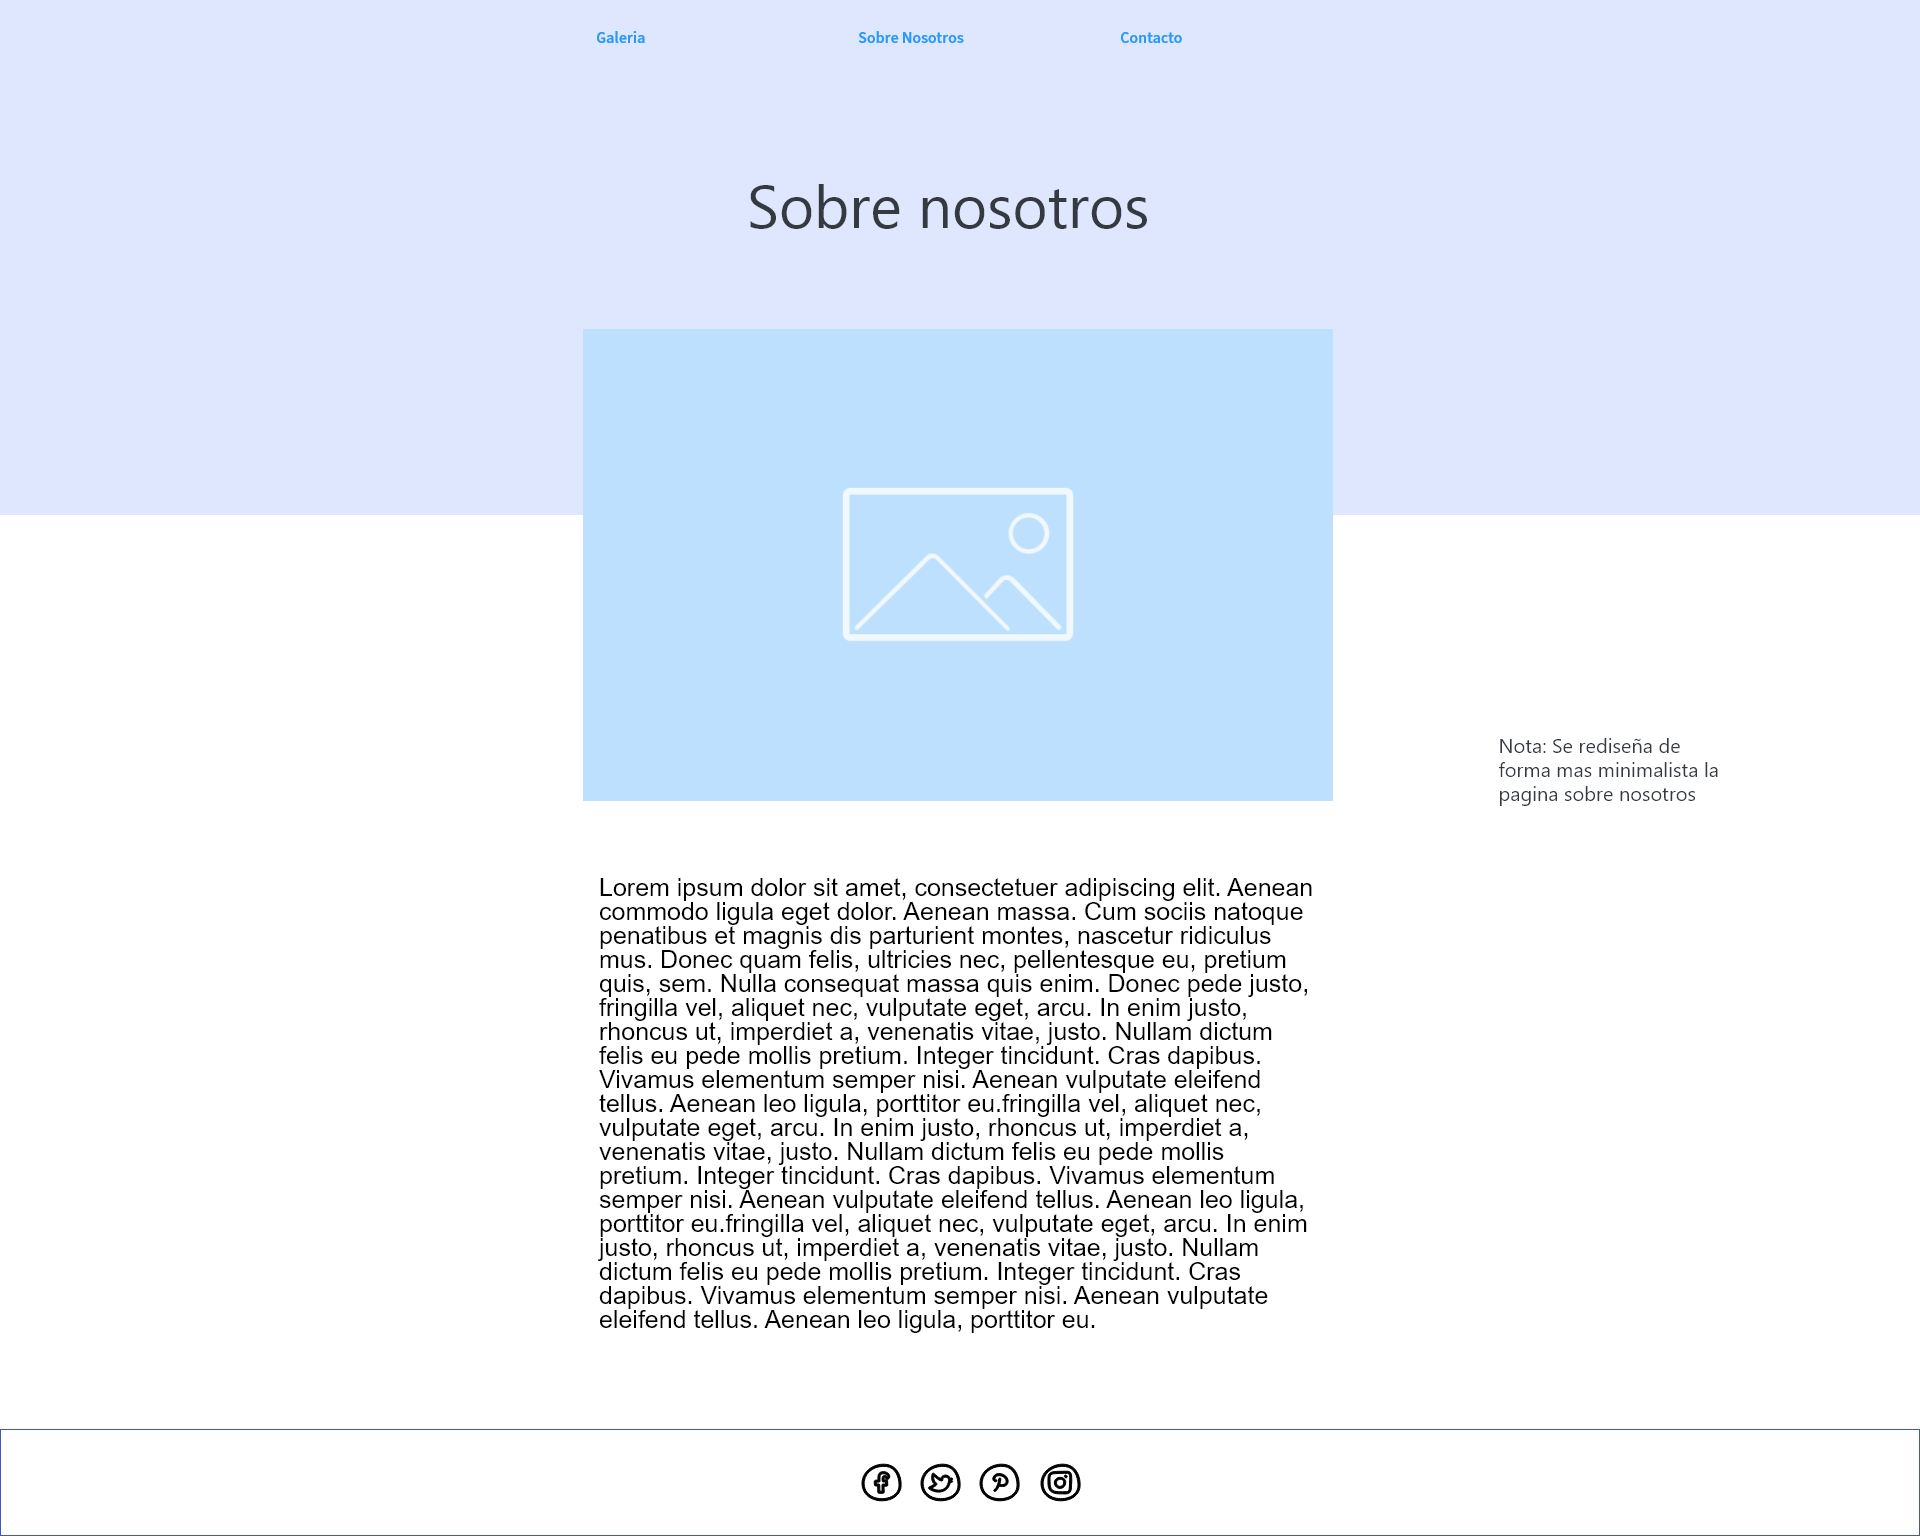 Galeria
Sobre Nosotros
Contacto
Sobre nosotros
Nota: Se rediseña de
forma mas minimalista la
pagina sobre nosotros
Lorem ipsum dolor sit amet, consectetuer adipiscing elit. Aenean
commodo ligula eget dolor. Aenean massa. Cum sociis natoque
penatibus et magnis dis parturient montes, nascetur ridiculus
mus. Donec quam felis, ultricies nec, pellentesque eu, pretium
quis, sem. Nulla consequat massa quis enim. Donec pede justo,
fringilla vel, aliquet nec, vulputate eget, arcu. In enim justo,
rhoncus ut, imperdiet a, venenatis vitae, justo. Nullam dictum
felis eu pede mollis pretium. Integer tincidunt. Cras dapibus.
Vivamus elementum semper nisi. Aenean vulputate eleifend
tellus. Aenean leo ligula, porttitor eu.fringilla vel, aliquet nec,
vulputate eget, arcu. In enim justo, rhoncus ut, imperdiet a,
venenatis vitae, justo. Nullam dictum felis eu pede mollis
pretium. Integer tincidunt. Cras dapibus. Vivamus elementum
semper nisi. Aenean vulputate eleifend tellus. Aenean leo ligula,
porttitor eu.fringilla vel, aliquet nec, vulputate eget, arcu. In enim
justo, rhoncus ut, imperdiet a, venenatis vitae, justo. Nullam
dictum felis eu pede mollis pretium. Integer tincidunt. Cras
dapibus. Vivamus elementum semper nisi. Aenean vulputate
eleifend tellus. Aenean leo ligula, porttitor eu.